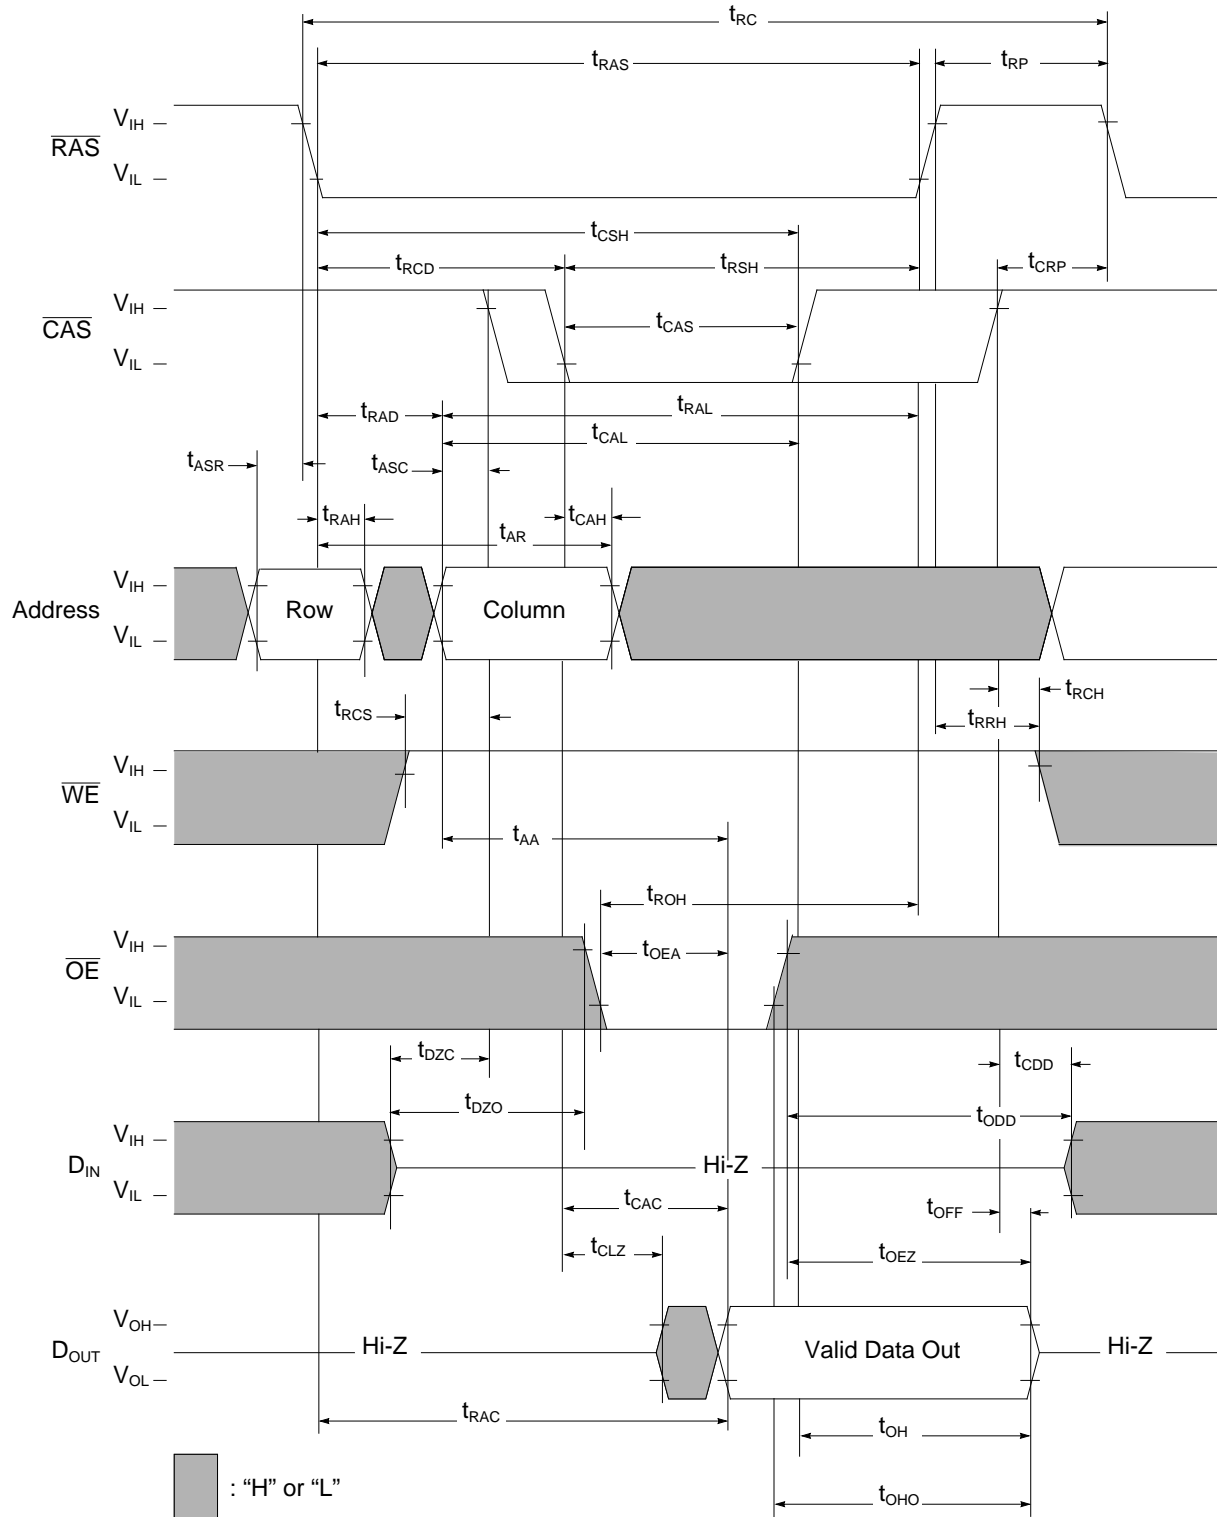 tRC
tRAS
tRP
RAS
VIH
VIL
tCSH
tRCD
tRSH
tCRP
CAS
VIH
VIL
tCAS
tRAD
tRAL
tCAL
tASR
tASC
tRAH
tCAH
tAR
Address
VIH
VIL
Row
Column
tRCS
tRCH
tRRH
WE
VIH
VIL
tAA
tROH
OE
VIH
VIL
tOEA
tDZC
tCDD
tDZO
tODD
DIN
VIH
VIL
Hi-Z
tCAC
tOFF
tCLZ
tOEZ
DOUT
VOH
VOL
Hi-Z
Valid Data Out
Hi-Z
tRAC
tOH
: “H” or “L”
tOHO